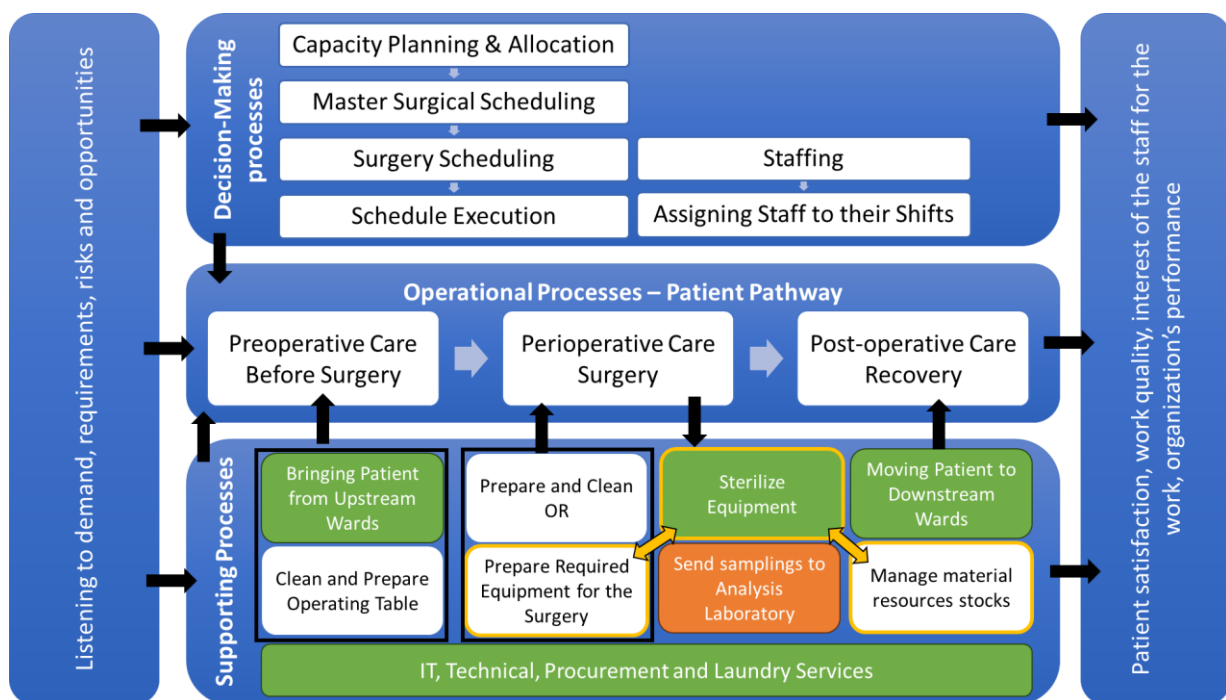 Listening to demand, requirements, risks and opportunities
Decision-Making
processes
Capacity Planning & Allocation
Master Surgical Scheduling
Surgery Scheduling
Schedule Execution
Staffing
Assigning Staff to their Shifts
Operational Processes – Patient Pathway
Preoperative Care
Before Surgery
Perioperative Care
Surgery
Post-operative Care
Recovery
Supporting Processes
Bringing Patient
from Upstream
Wards
Clean and Prepare
Operating Table
Prepare and Clean
OR
Prepare Required
Equipment for the
Surgery
Sterilize
Equipment
Send samplings to
Analysis
Laboratory
Moving Patient to
Downstream
Wards
Manage material
resources stocks
IT, Technical, Procurement and Laundry Services
Patient satisfaction, work quality, interest of the staff for the
work, organization's performance